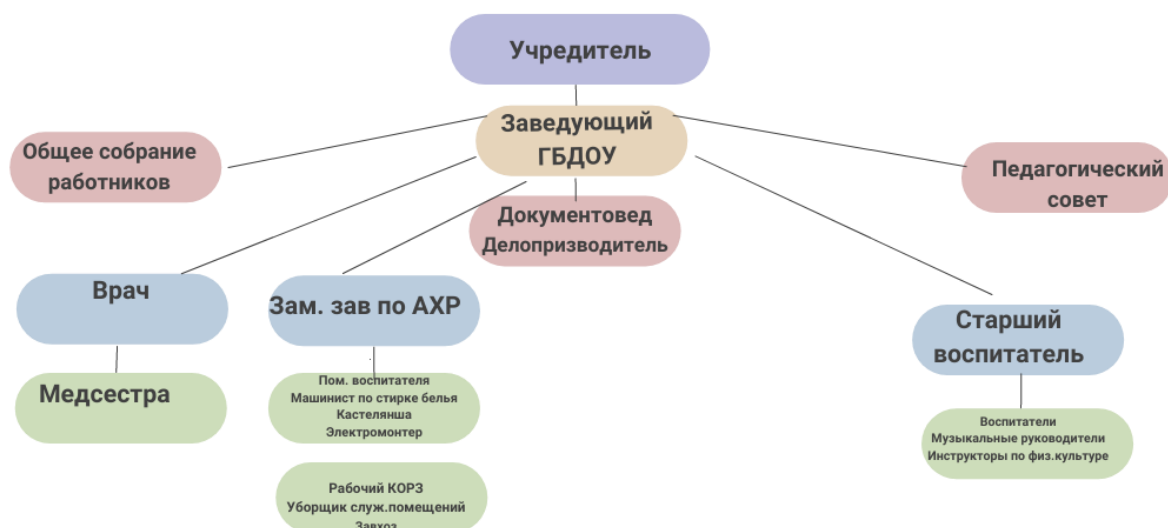 Учредитель
Заведующий
ГБДОУ
Общее собрание
работников
Педагогический
совет
Документовед
Делопризводитель
Врач
Зам. зав по АХР
Старший
воспитатель
Медсестра
Пом. воспитателя
Машинист по стирке белья
Кастелянша
Электромонтер
Воспитатели
Музыкальные руководители
Инструкторы по физ.культуре
Рабочий КОРЗ
Уборщик служ.помещений
Завхоз